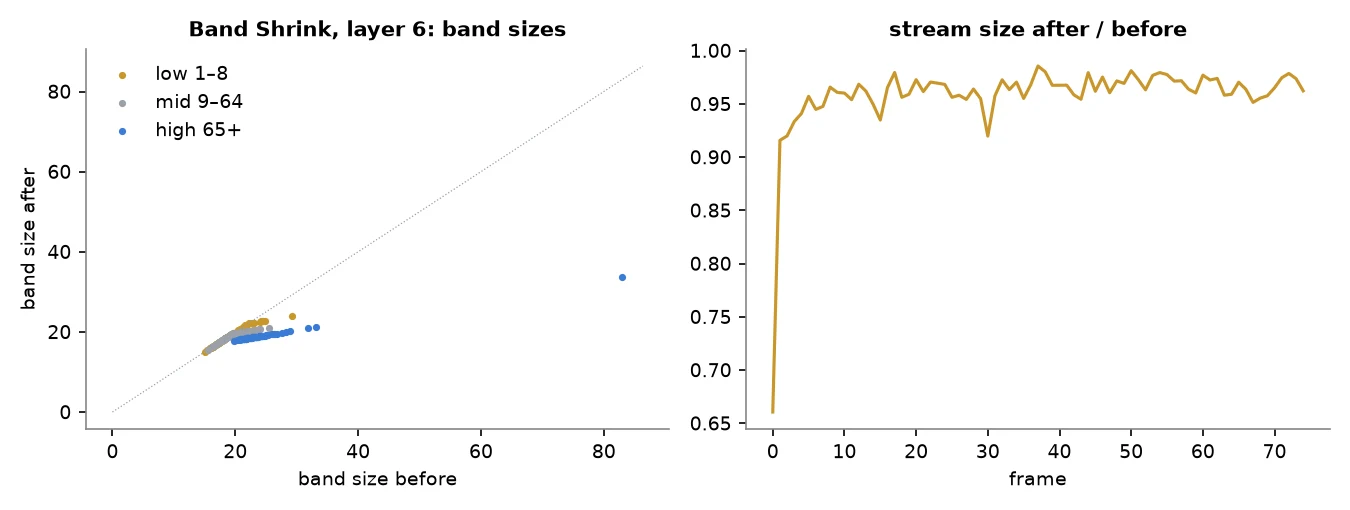 Band Shrink, layer 6: band sizes
low 1–8
mid 9–64
high 65+
80
60
40
20
0
band size after
0 20 40 60 80
band size before
stream size after / before
1.00
0.95
0.90
0.85
0.80
0.75
0.70
0.65
0 10 20 30 40 50 60 70
frame